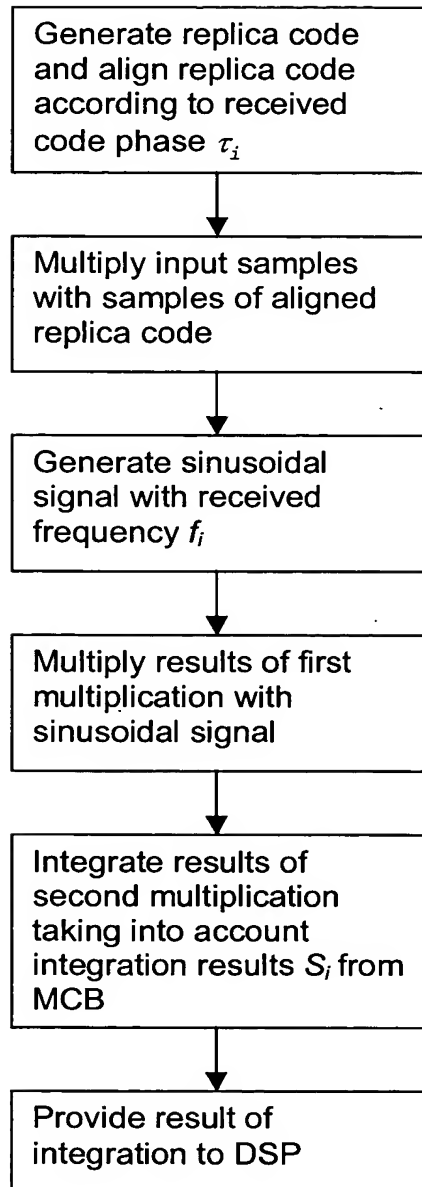 Generate replica code
and align replica code
according to received
code phase τi
Multiply input samples
with samples of aligned
replica code
Generate sinusoidal
signal with received
frequency fi
Multiply results of first
multiplication with
sinusoidal signal
Integrate results of
second multiplication
taking into account
integration results Si from
MCB
Provide result of
integration to DSP